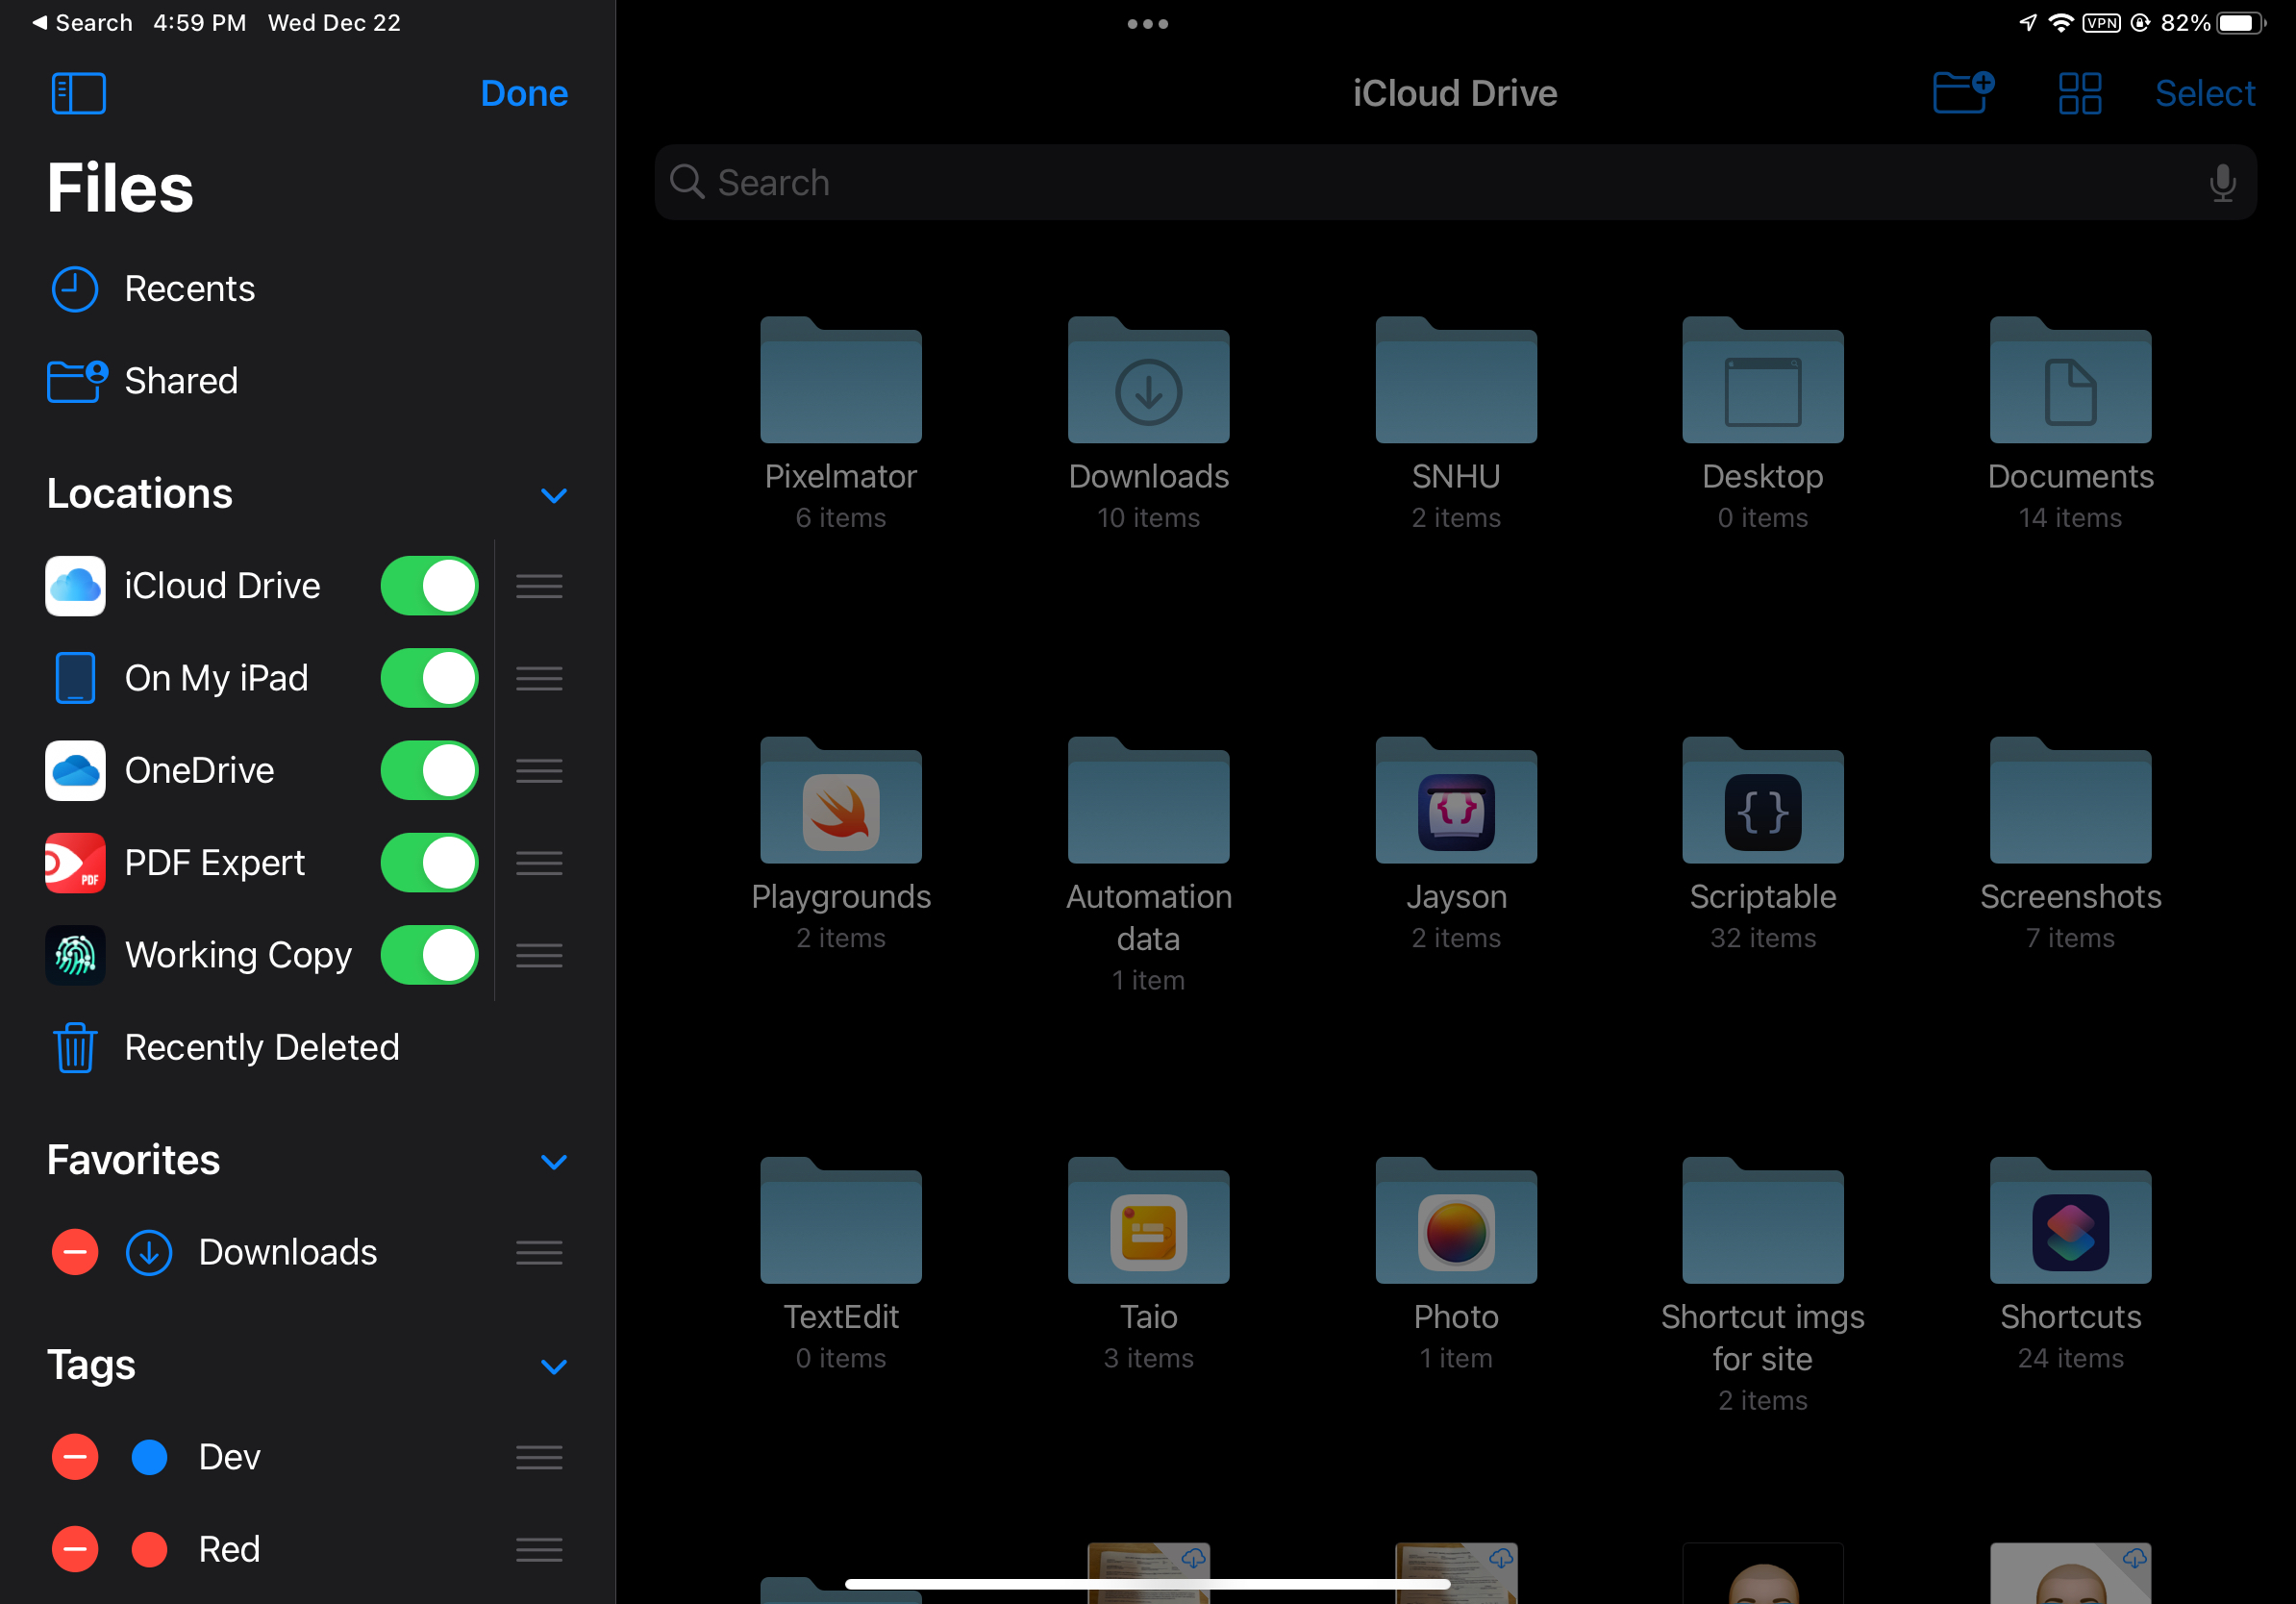 Search 4:59 PM Wed Dec 22
VPN 82%
Done
Files
Recents
Shared
Locations
iCloud Drive
On My iPad
OneDrive
PDF
PDF Expert
Working Copy
Recently Deleted
Favorites
Downloads
Tags
Dev
Red
iCloud Drive
Select
Search
Pixelmator
6 items
Downloads
10 items
SNHU
2 items
Desktop
0 items
Documents
14 items
Playgrounds
2 items
Automation
data
1 item
{}
Jayson
2 items
{}
Scriptable
32 items
Screenshots
7 items
TextEdit
0 items
Taio
3 items
Photo
1 item
Shortcut imgs
for site
2 items
Shortcuts
24 items